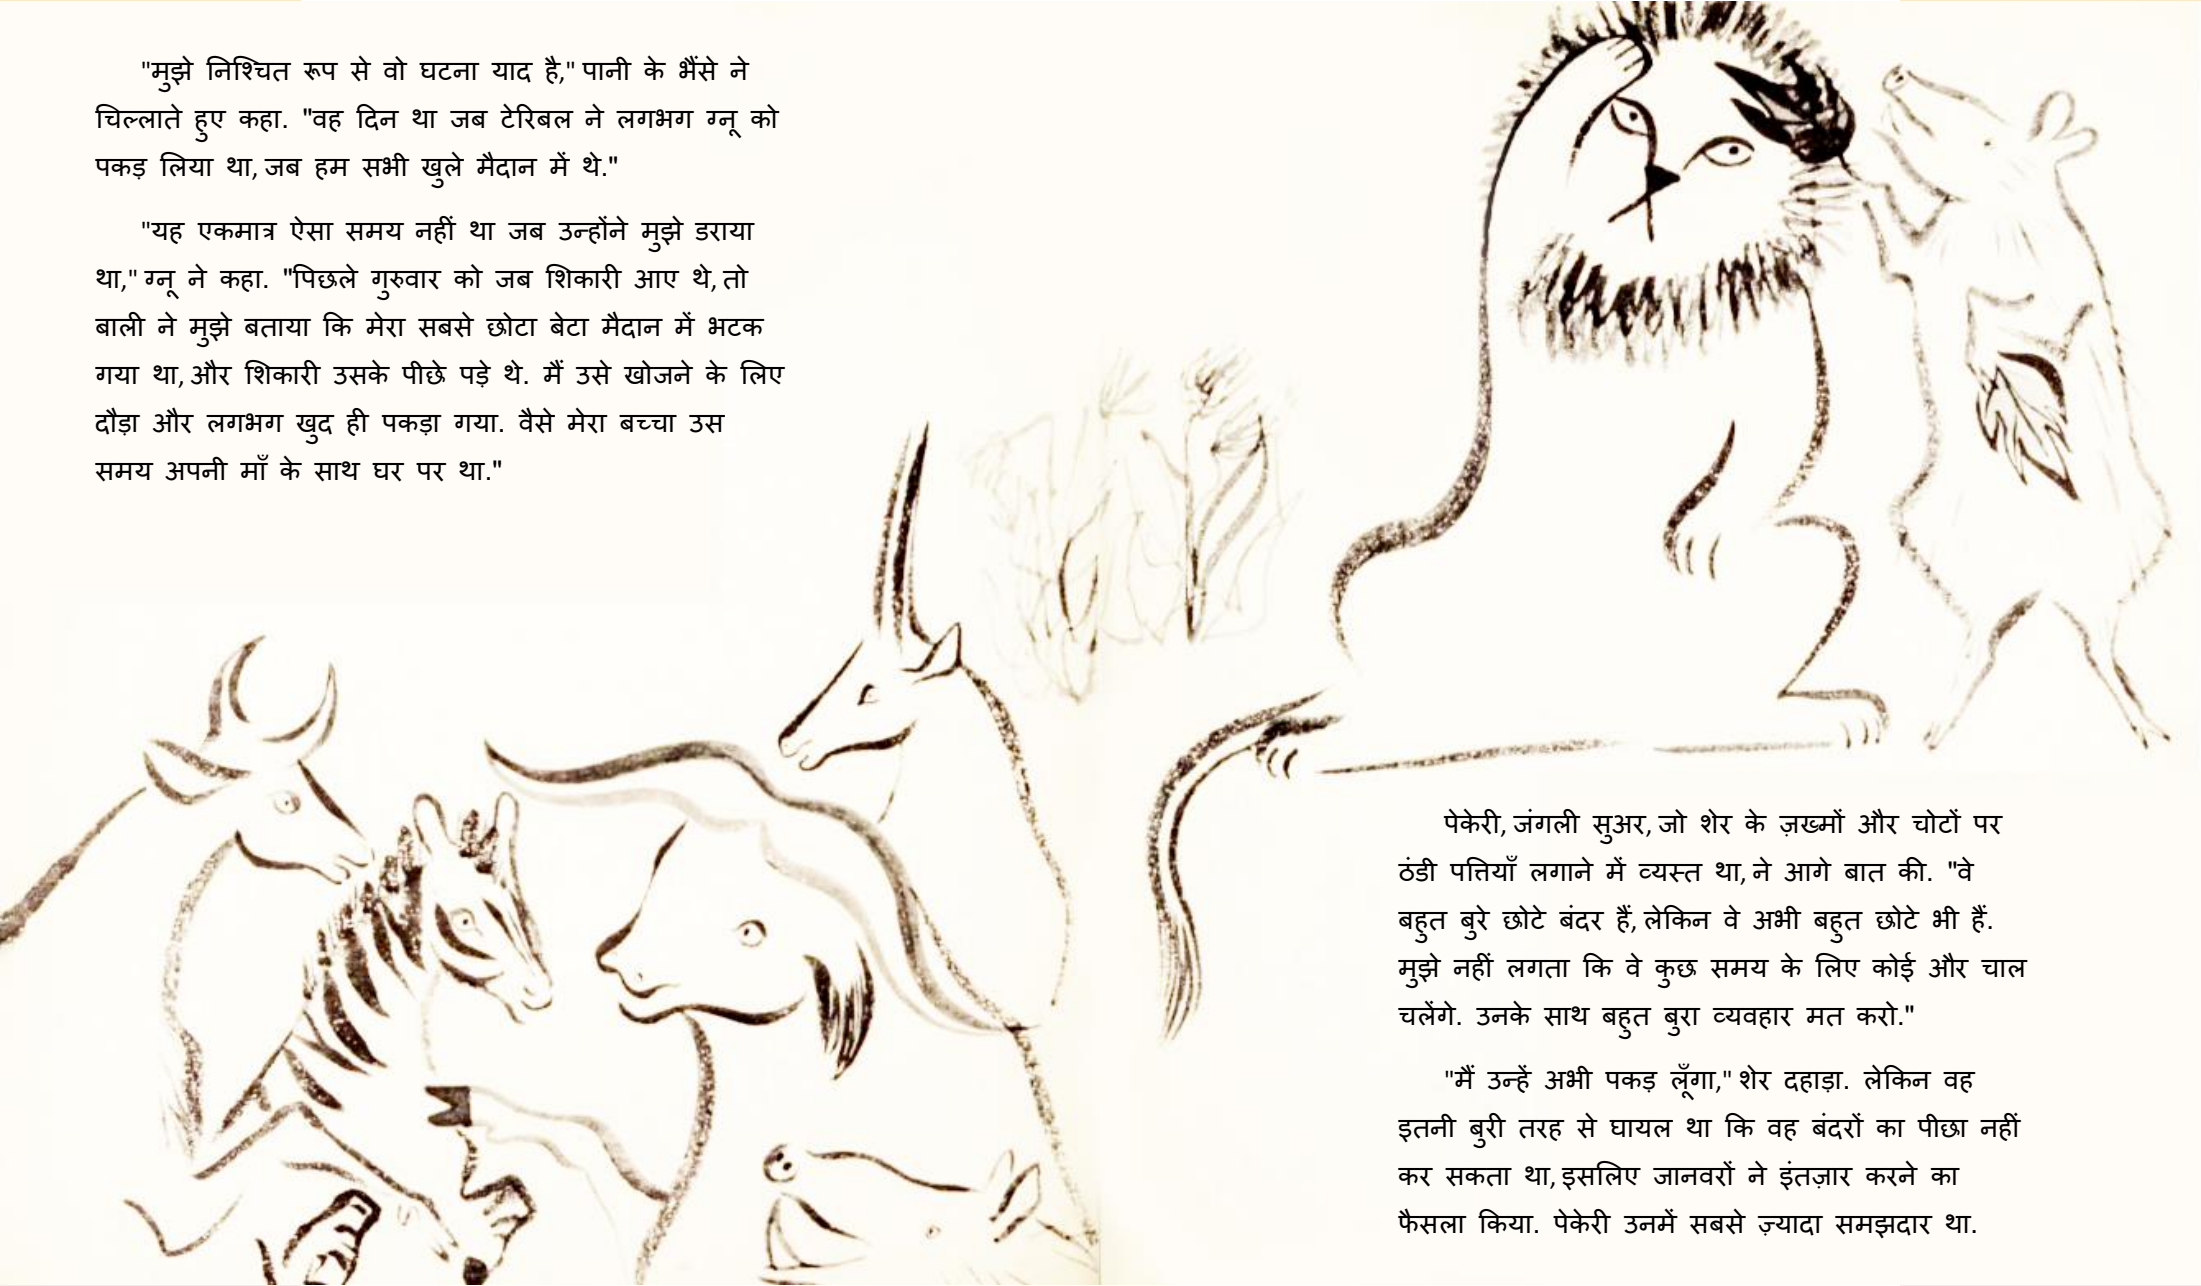 "मुझे निश्चित रूप से वो घटना याद है," पानी के भैंसे ने
चिल्लाते हुए कहा. "वह दिन था जब टेरिबल ने लगभग ग्नू को
पकड़ लिया था, जब हम सभी खुले मैदान में थे."
"यह एकमात्र ऐसा समय नहीं था जब उन्होंने मुझे डराया
था," ग्नू ने कहा. "पिछले गुरुवार को जब शिकारी आए थे, तो
बाली ने मुझे बताया कि मेरा सबसे छोटा बेटा मैदान में भटक
गया था, और शिकारी उसके पीछे पड़े थे. मैं उसे खोजने के लिए
दौड़ा और लगभग खुद ही पकड़ा गया. वैसे मेरा बच्चा उस
समय अपनी माँ के साथ घर पर था."
पेकेरी, जंगली सुअर, जो शेर के ज़ख्मों और चोटों पर
ठंडी पत्तियाँ लगाने में व्यस्त था, ने आगे बात की. "वे
बहुत बुरे छोटे बंदर हैं, लेकिन वे अभी बहुत छोटे भी हैं.
मुझे नहीं लगता कि वे कुछ समय के लिए कोई और चाल
चलेंगे. उनके साथ बहुत बुरा व्यवहार मत करो."
"मैं उन्हें अभी पकड़ लूँगा," शेर दहाड़ा. लेकिन वह
इतनी बुरी तरह से घायल था कि वह बंदरों का पीछा नहीं
कर सकता था, इसलिए जानवरों ने इंतज़ार करने का
फैसला किया. पेकेरी उनमें सबसे ज़्यादा समझदार था.